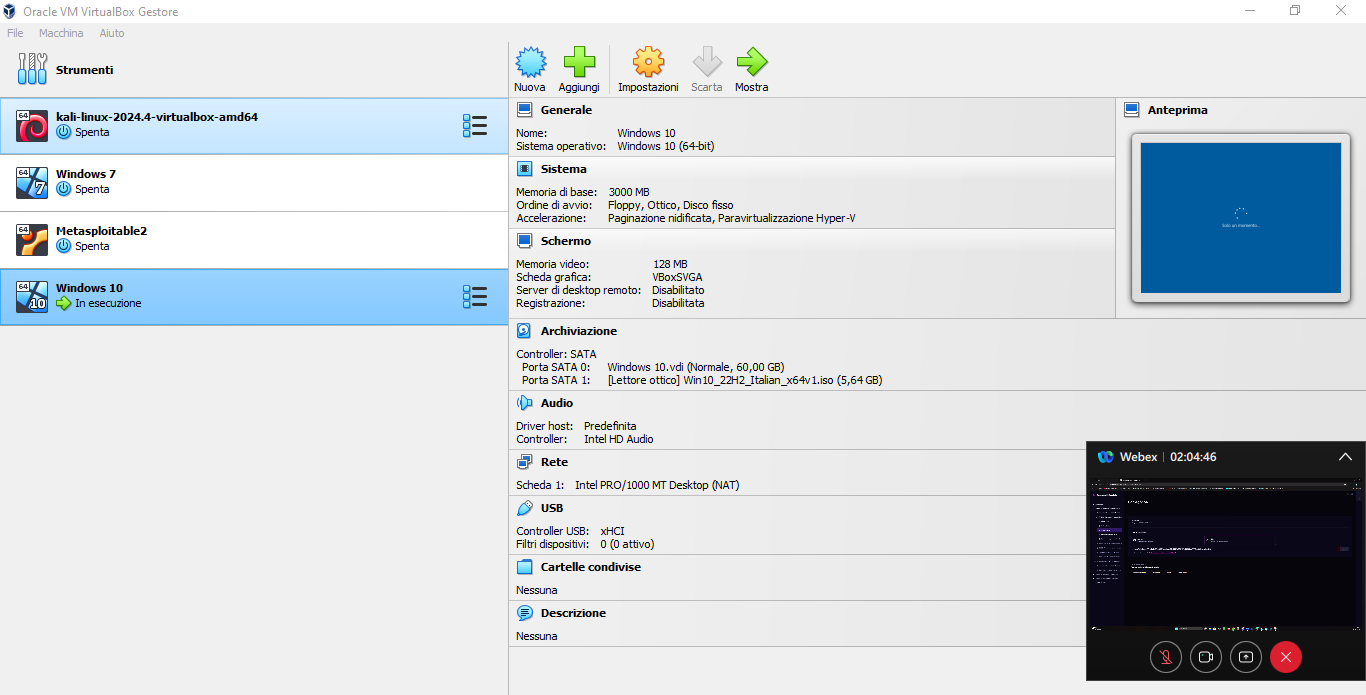 Oracle VM VirtualBox Gestore
File Macchina Aiuto
Strumenti
64
kali-linux-2024.4-virtualbox-amd64
Spenta
64
7
Windows 7
Spenta
64
Metasploitable2
Spenta
64
10
Windows 10
In esecuzione
Nuova Aggiungi Impostazioni Scarta Mostra
Generale
Nome: Windows 10
Sistema operativo: Windows 10 (64-bit)
Sistema
Memoria di base: 3000 MB
Ordine di avvio: Floppy, Ottico, Disco fisso
Accelerazione: Paginazione nidificata, Paravirtualizzazione Hyper-V
Schermo
Memoria video: 128 MB
Scheda grafica: VBoxSVGA
Server di desktop remoto: Disabilitato
Registrazione: Disabilitata
Anteprima
Solo un momento...
Archiviazione
Controller: SATA
Porta SATA 0: Windows 10.vdi (Normale, 60,00 GB)
Porta SATA 1: [Lettore ottico] Win10_22H2_Italian_x64v1.iso (5,64 GB)
Audio
Driver host: Predefinita
Controller: Intel HD Audio
Rete
Scheda 1: Intel PRO/1000 MT Desktop (NAT)
USB
Controller USB: xHCI
Filtri dispositivi: 0 (0 attivo)
Cartelle condivise
Nessuna
Descrizione
Nessuna
Webex | 02:04:46